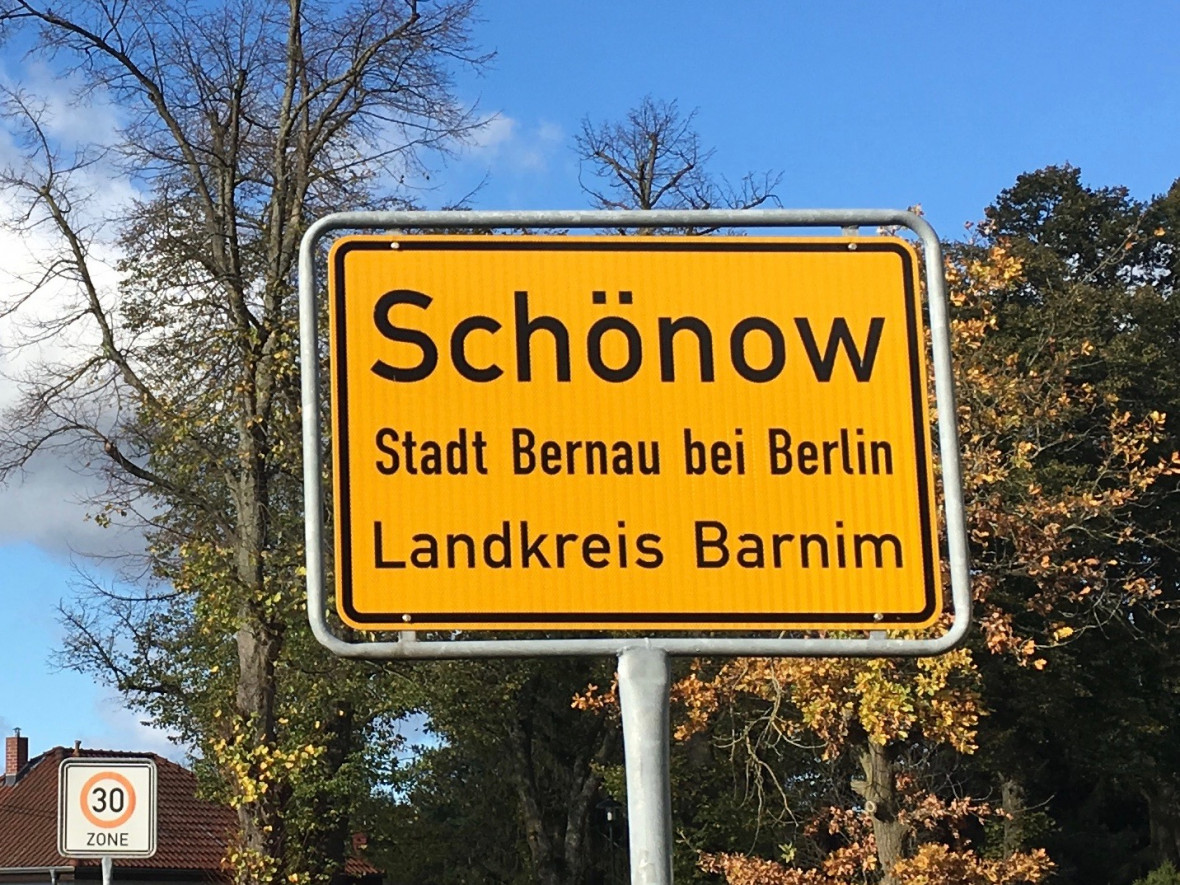 Schönow
Stadt Bernau bei Berlin
Landkreis Barnim
30
ZONE